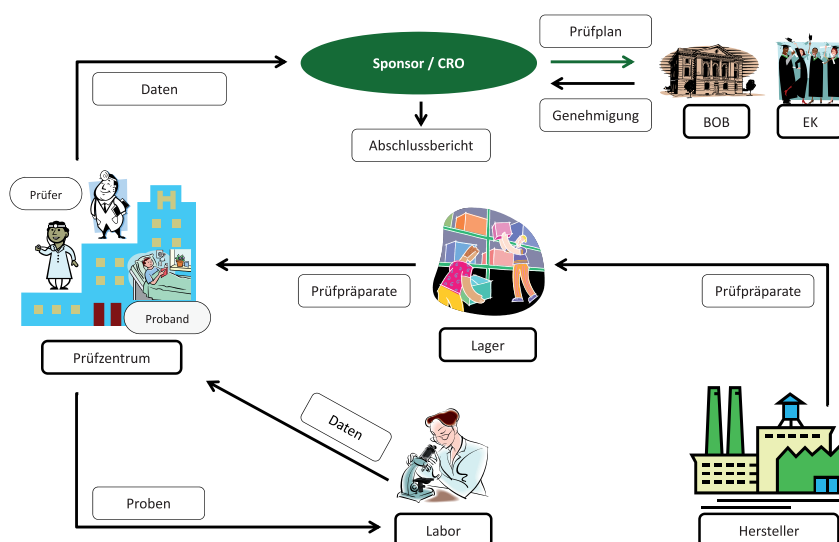 Prüfplan
Sponsor / CRO
Daten
Genehmigung
BOB
EK
Abschlussbericht
Prüfer
H
Prüfpräparate
Prüfpräparate
Proband
Lager
Prüfzentrum
Daten
Proben
Labor
Hersteller